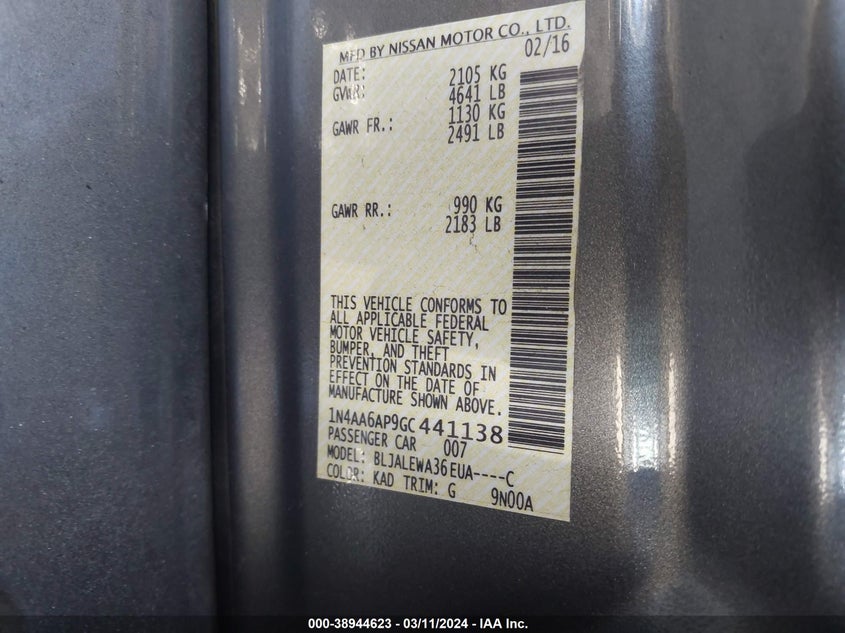 MFD BY NISSAN MOTOR CO., LTD.
DATE: 02/16
GVWR: 2105 KG
4641 LB
GAWR FR.: 1130 KG
2491 LB
GAWR RR.: 990 KG
2183 LB
THIS VEHICLE CONFORMS TO
ALL APPLICABLE FEDERAL
MOTOR VEHICLE SAFETY,
BUMPER, AND THEFT
PREVENTION STANDARDS IN
EFFECT ON THE DATE OF
MANUFACTURE SHOWN ABOVE.
1N4AA6AP9GC441138
PASSENGER CAR 007
MODEL: BLJALEWA36EUA----C
COLOR: KAD TRIM: G 9N00A
000-38944623 - 03/11/2024 - IAA Inc.